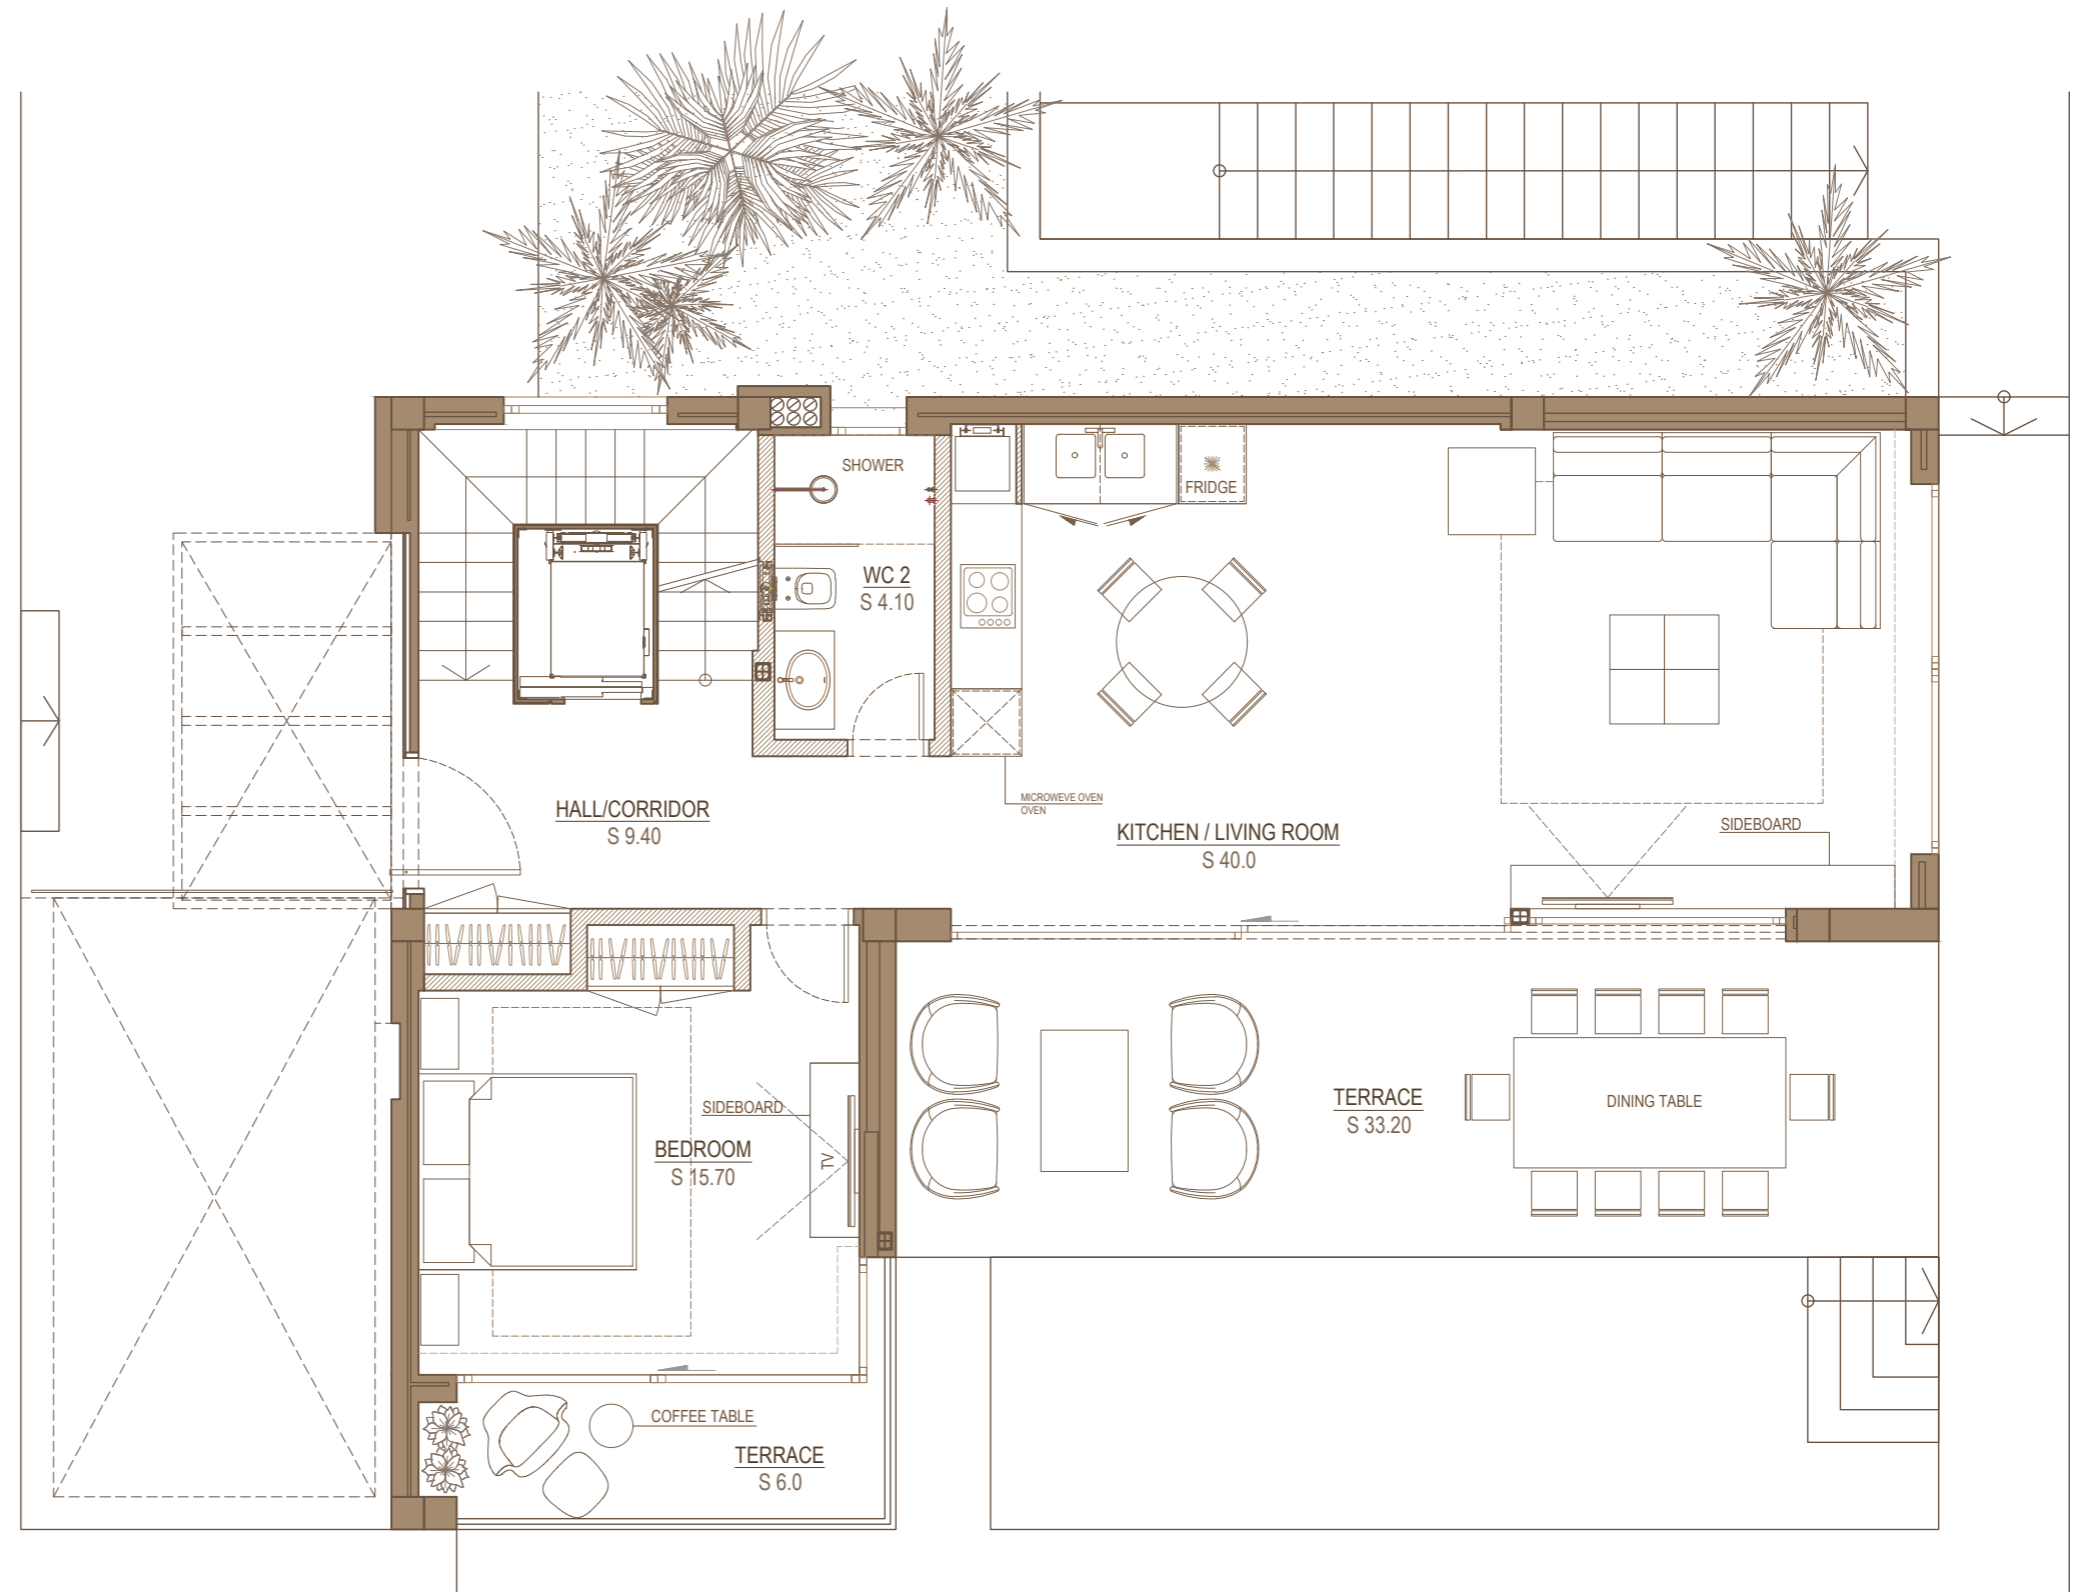 SHOWER
FRIDGE
WC 2
S 4.10
HALL/CORRIDOR
S 9.40
MICROWEVE OVEN
OVEN
KITCHEN / LIVING ROOM
S 40.0
SIDEBOARD
SIDEBOARD
BEDROOM
S 15.70
TV
TERRACE
S 33.20
DINING TABLE
COFFEE TABLE
TERRACE
S 6.0